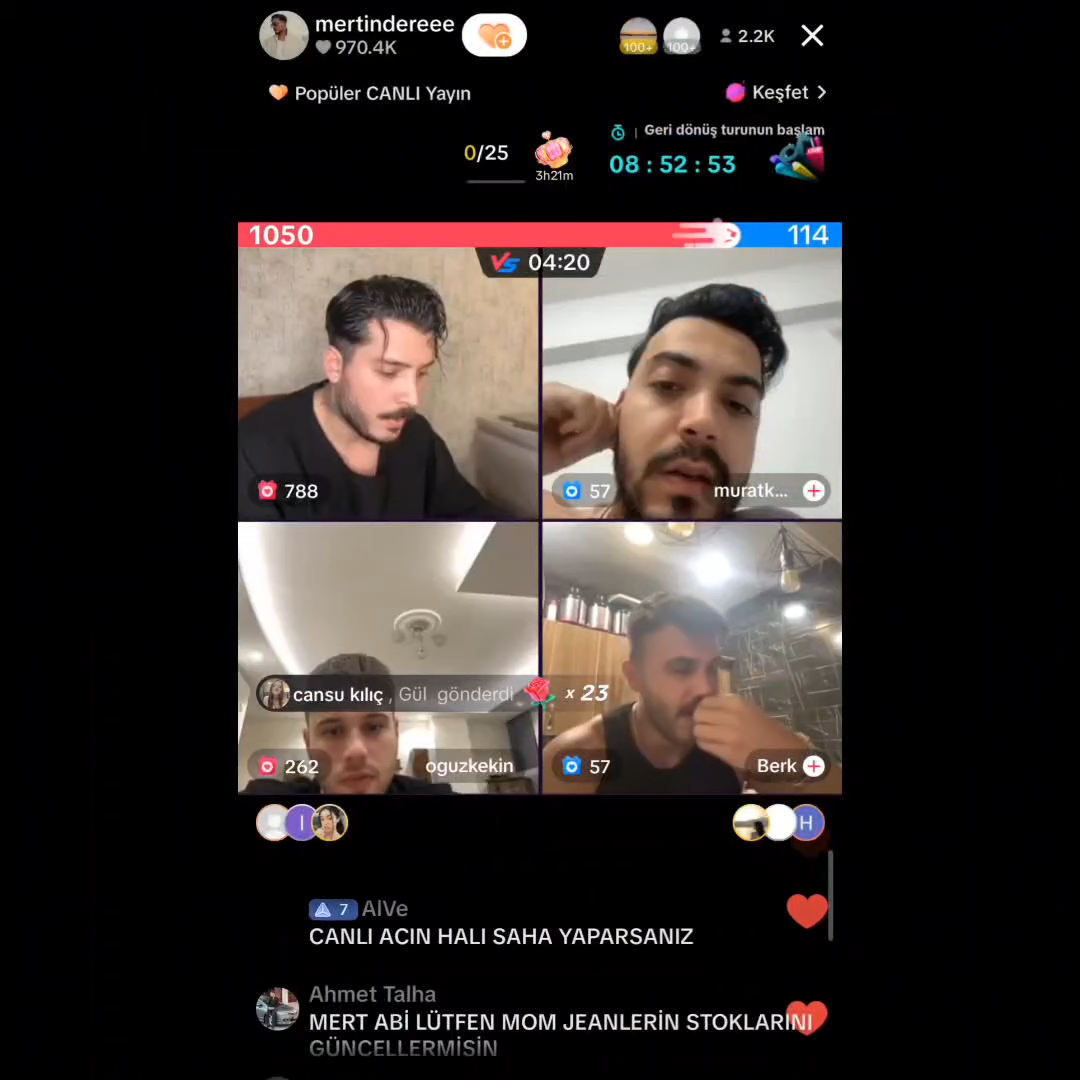 mertindereee
970.4K
100+
100+
2.2K
Popüler CANLI Yayın
Keşfet
0/25
3h21m
Geri dönüş turunun başlam
08 : 52 : 53
1050
114
VS 04:20
788
57
muratk...
cansu kılıç , Gül gönderdi x 23
262
oguzkekin
57
Berk
I
H
7 AlVe
CANLI ACIN HALI SAHA YAPARSANIZ
Ahmet Talha
MERT ABİ LÜTFEN MOM JEANLERİN STOKLARINI
GÜNCELLERMİSİN